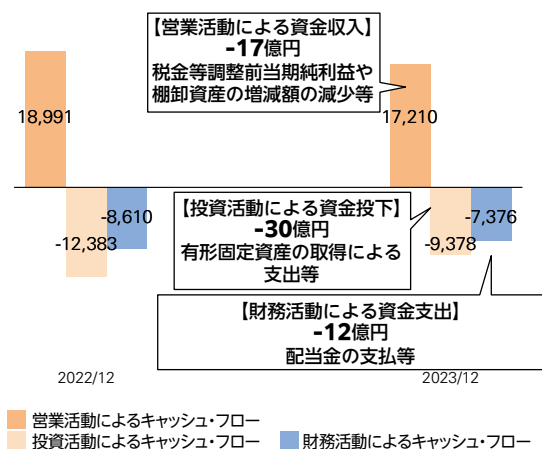 【営業活動による資金収入】
-17億円
税金等調整前当期純利益や
棚卸資産の増減額の減少等
18,991
17,210
【投資活動による資金投下】
-30億円
有形固定資産の取得による
支出等
-8,610
-12,383
-7,376
-9,378
【財務活動による資金支出】
-12億円
配当金の支払等
2022/12
2023/12
営業活動によるキャッシュ・フロー
投資活動によるキャッシュ・フロー
財務活動によるキャッシュ・フロー